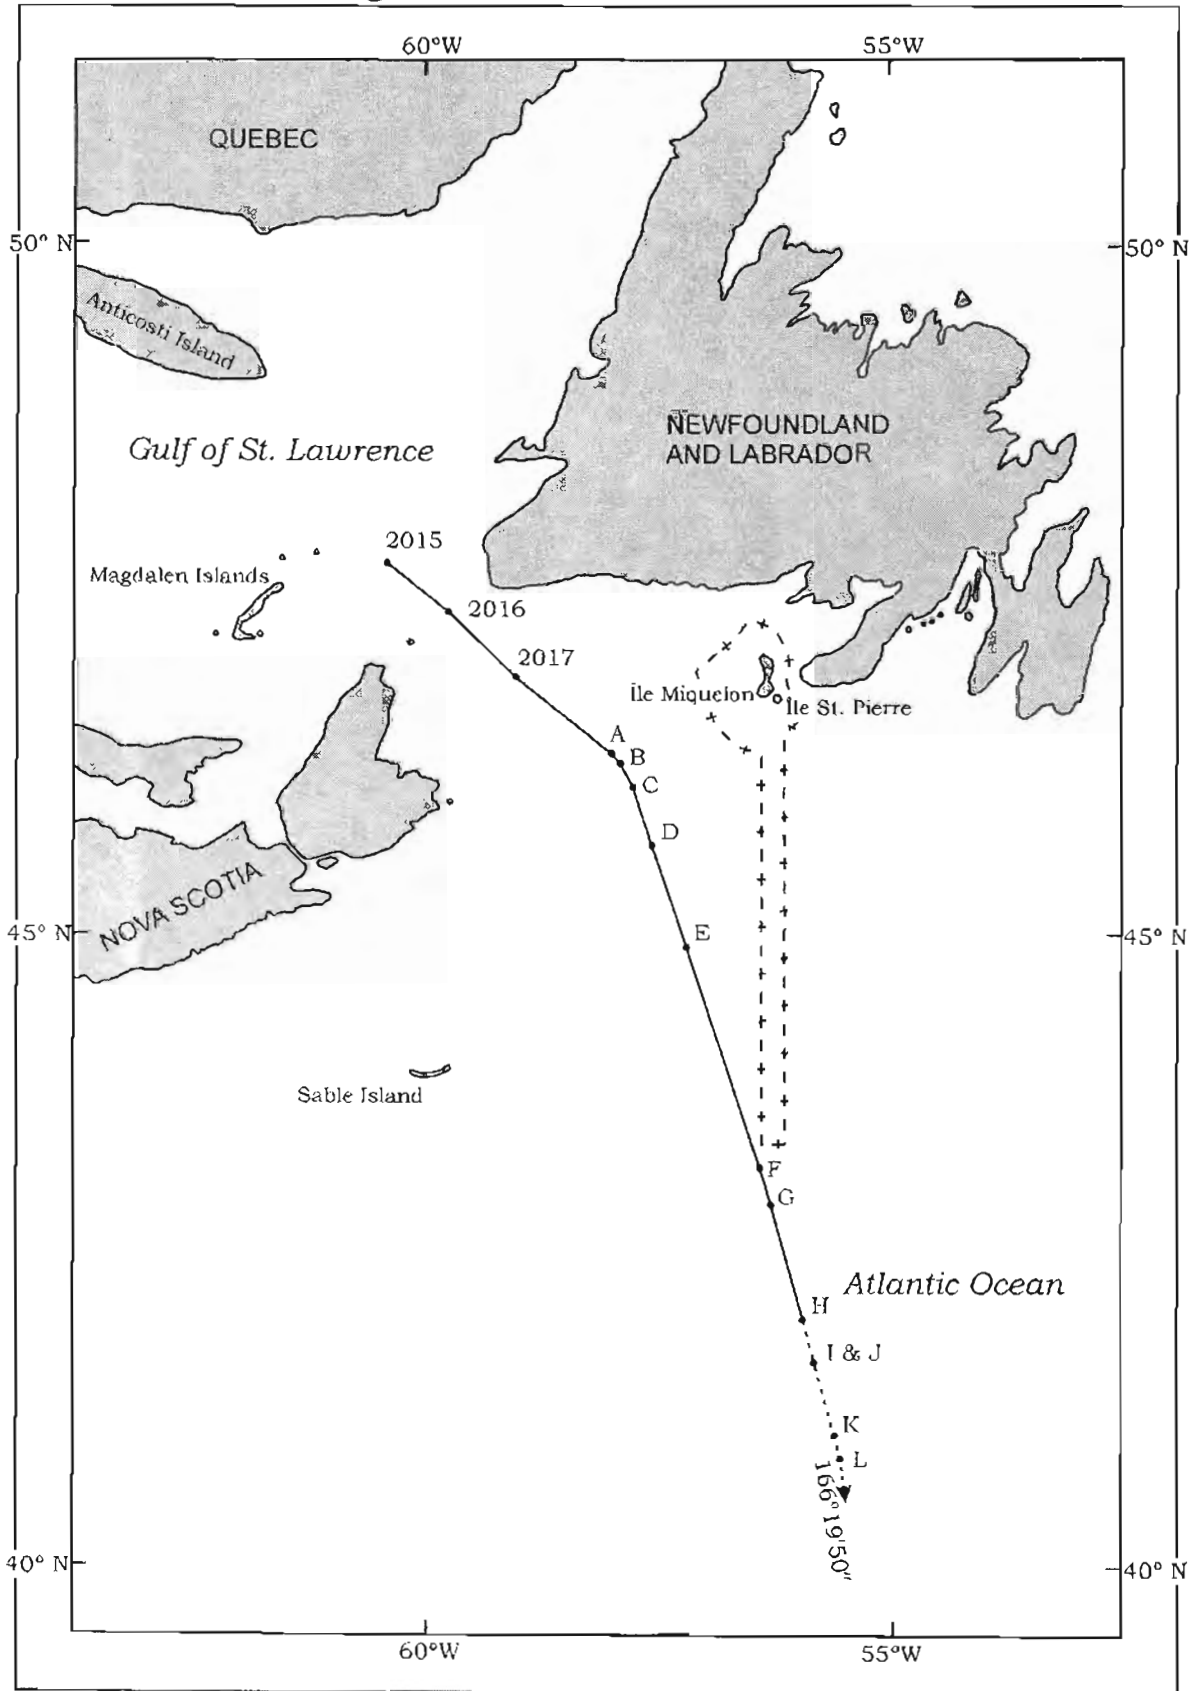 60°W 55°W
QUEBEC
50° N 50° N
Anticosti Island
NEWFOUNDLAND
AND LABRADOR
Gulf of St. Lawrence
2015
Magdalen Islands
2016
2017
Île Miquelon
Île St. Pierre
A
B
C
D
NOVA SCOTIA
45° N 45° N
E
Sable Island
F
G
Atlantic Ocean
H
I & J
K
L
166°19'50"
40° N 40° N
60°W 55°W